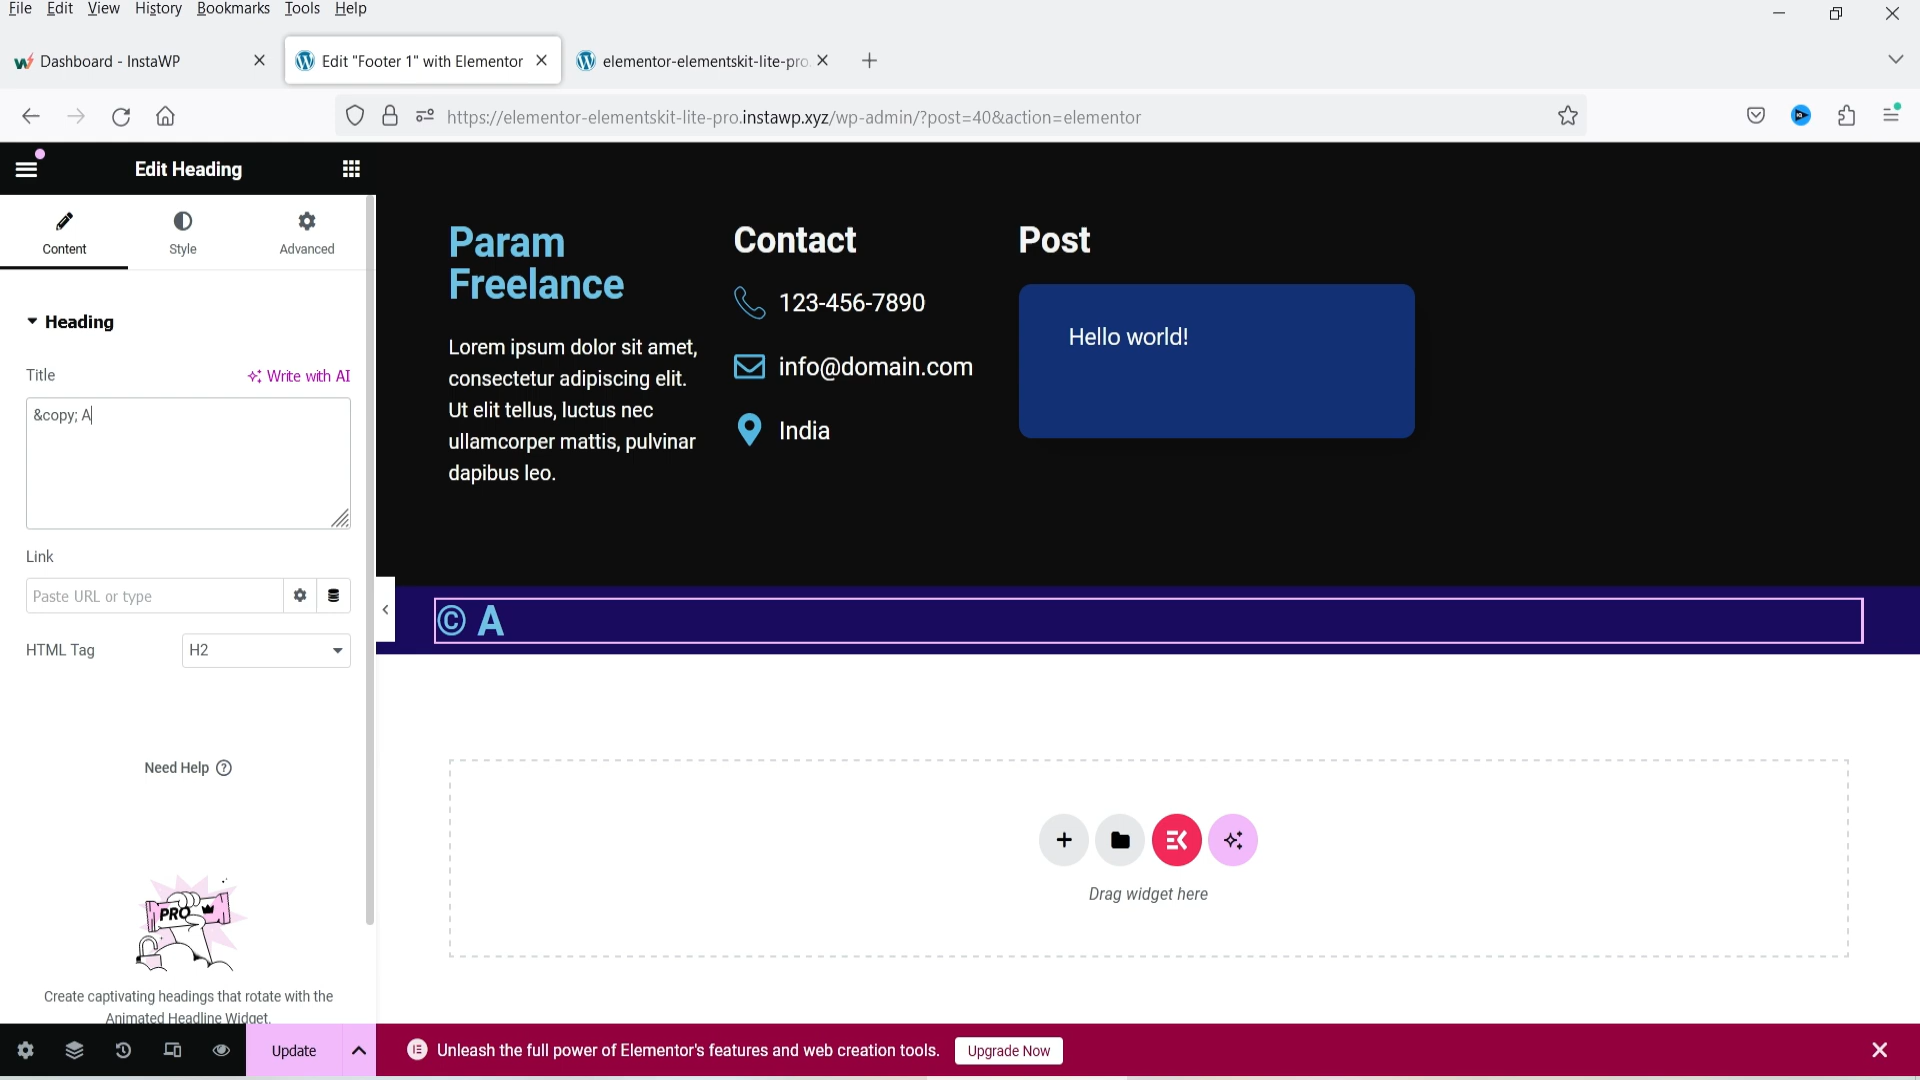 File Edit View History Bookmarks Tools Help
Dashboard - InstaWP
Edit "Footer 1" with Elementor
elementor-elementskit-lite-pro.
https://elementor-elementskit-lite-pro.instawp.xyz/wp-admin/?post=40&action=elementor
Edit Heading
Content
Style
Advanced
Heading
Title
Write with AI
&copy; A
Link
Paste URL or type
HTML Tag
H2
Need Help
PRO
Create captivating headings that rotate with the
Animated Headline Widget.
Update
Param
Freelance
Lorem ipsum dolor sit amet,
consectetur adipiscing elit.
Ut elit tellus, luctus nec
ullamcorper mattis, pulvinar
dapibus leo.
Contact
123-456-7890
info@domain.com
India
Post
Hello world!
© A
Drag widget here
Unleash the full power of Elementor's features and web creation tools.
Upgrade Now